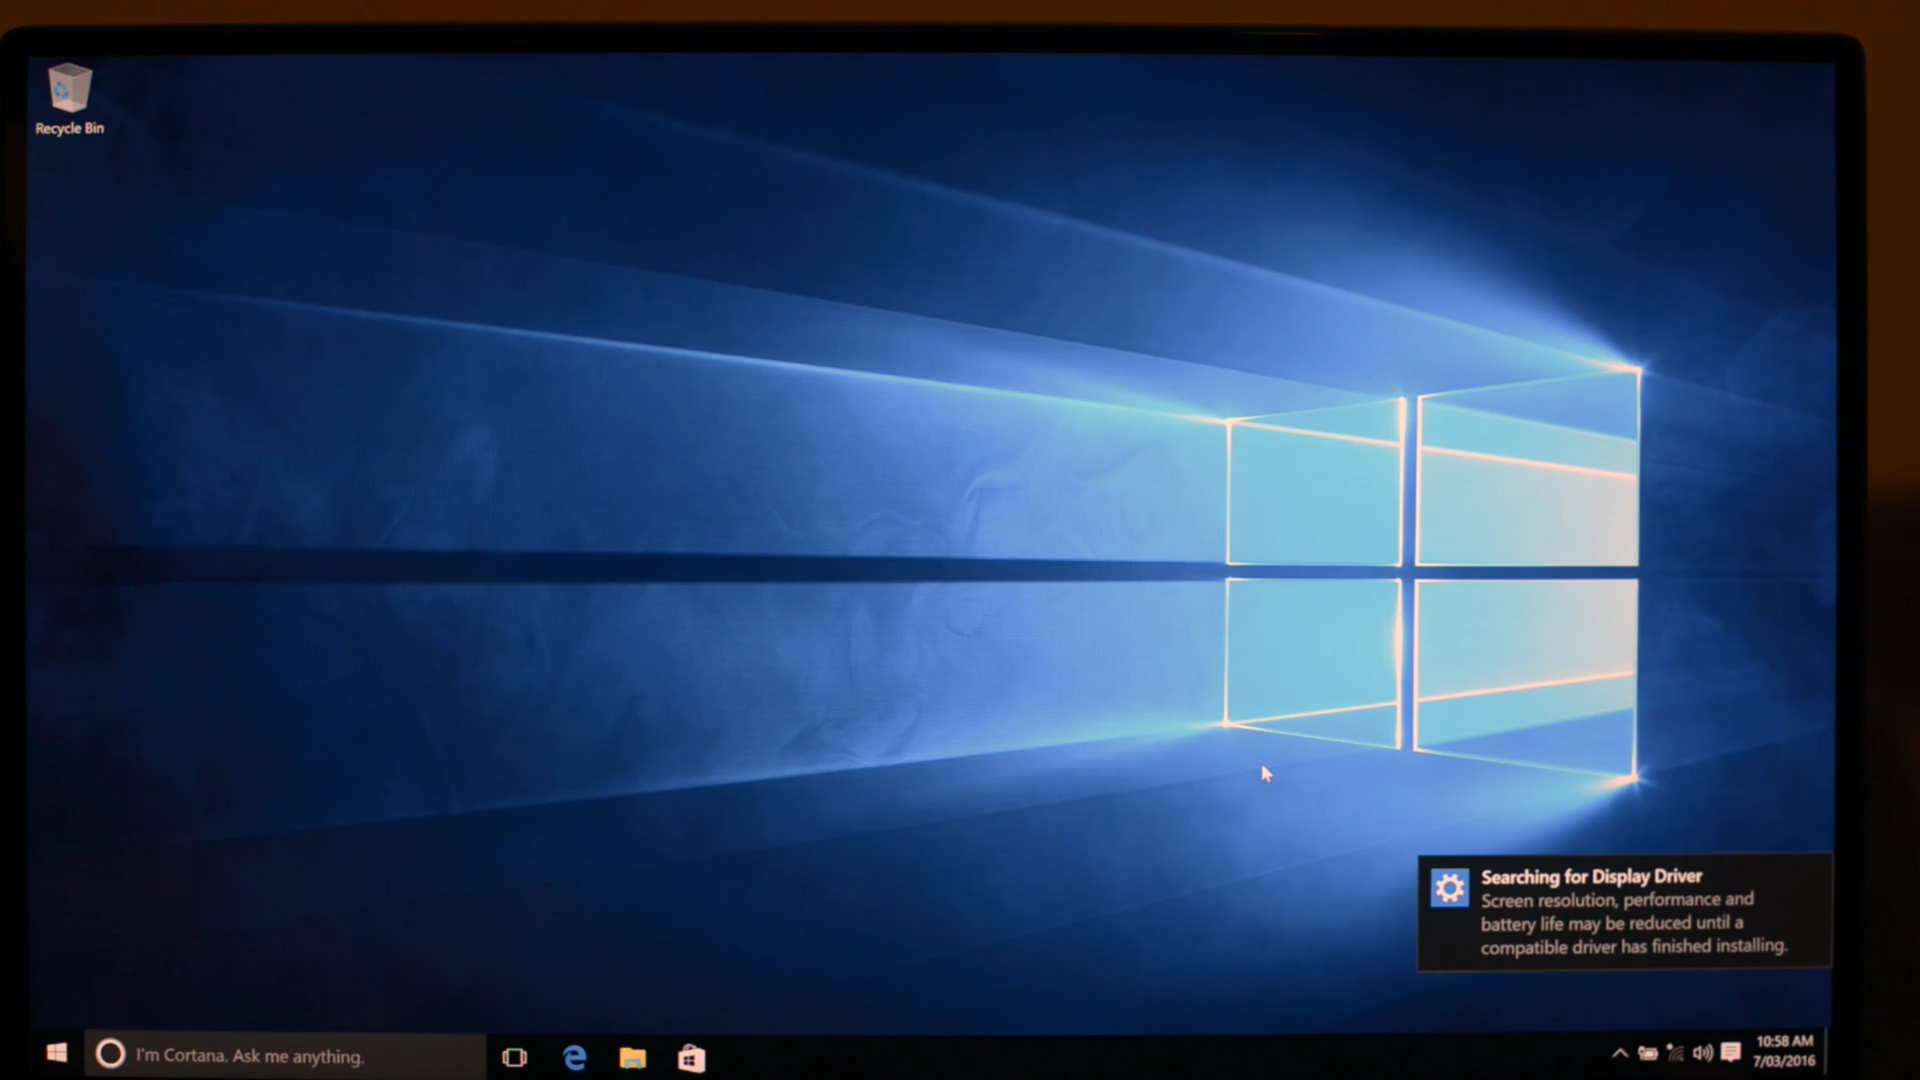 Recycle Bin
Searching for Display Driver
Screen resolution, performance and
battery life may be reduced until a
compatible driver has finished installing.
I'm Cortana. Ask me anything.
10:58 AM
7/03/2016